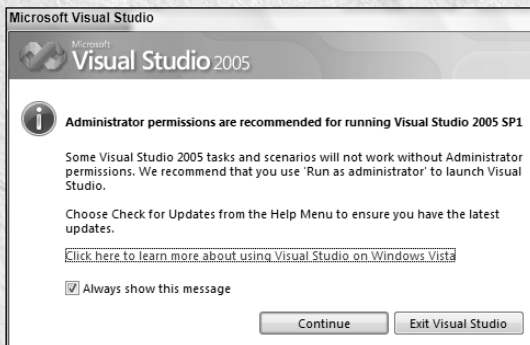 Microsoft Visual Studio
Microsoft
Visual Studio 2005
Administrator permissions are recommended for running Visual Studio 2005 SP1
Some Visual Studio 2005 tasks and scenarios will not work without Administrator
permissions. We recommend that you use 'Run as administrator' to launch Visual
Studio.
Choose Check for Updates from the Help Menu to ensure you have the latest
updates.
Click here to learn more about using Visual Studio on Windows Vista
Always show this message
Continue
Exit Visual Studio